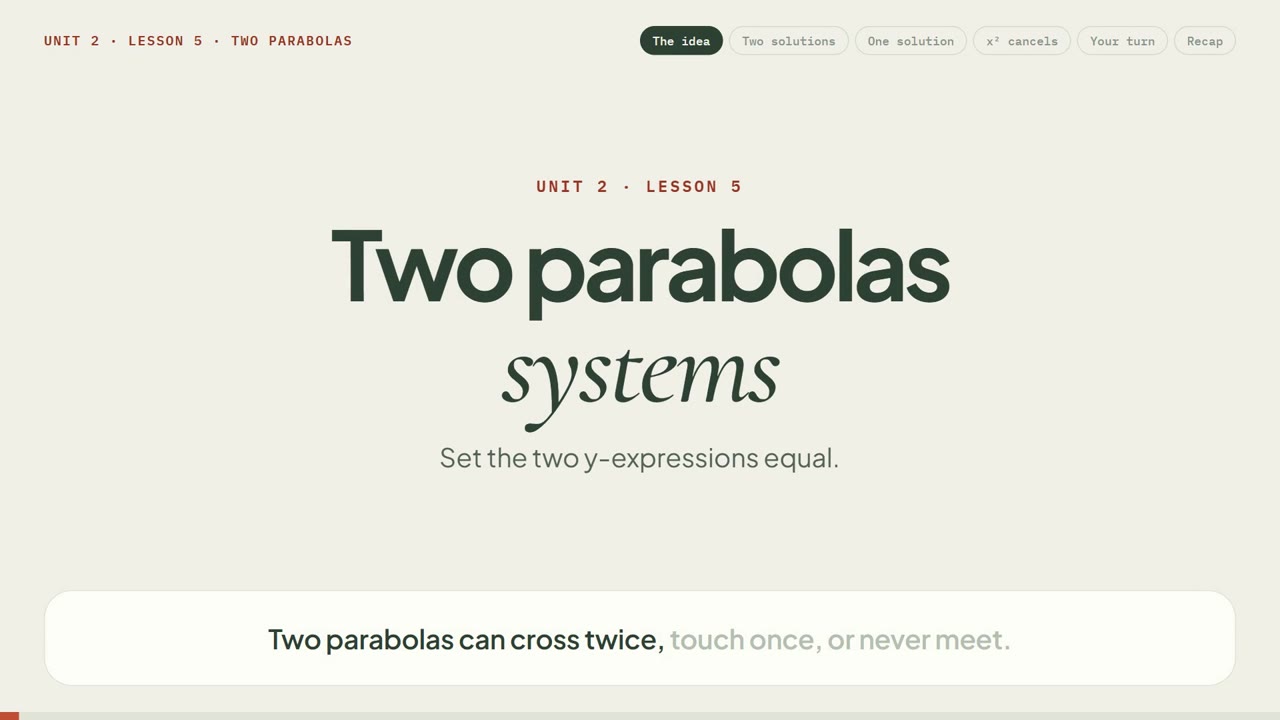 UNIT 2 · LESSON 5 · TWO PARABOLAS
The idea
Two solutions
One solution
x² cancels
Your turn
Recap
UNIT 2 · LESSON 5
Two parabolas
systems
Set the two y-expressions equal.
Two parabolas can cross twice, touch once, or never meet.